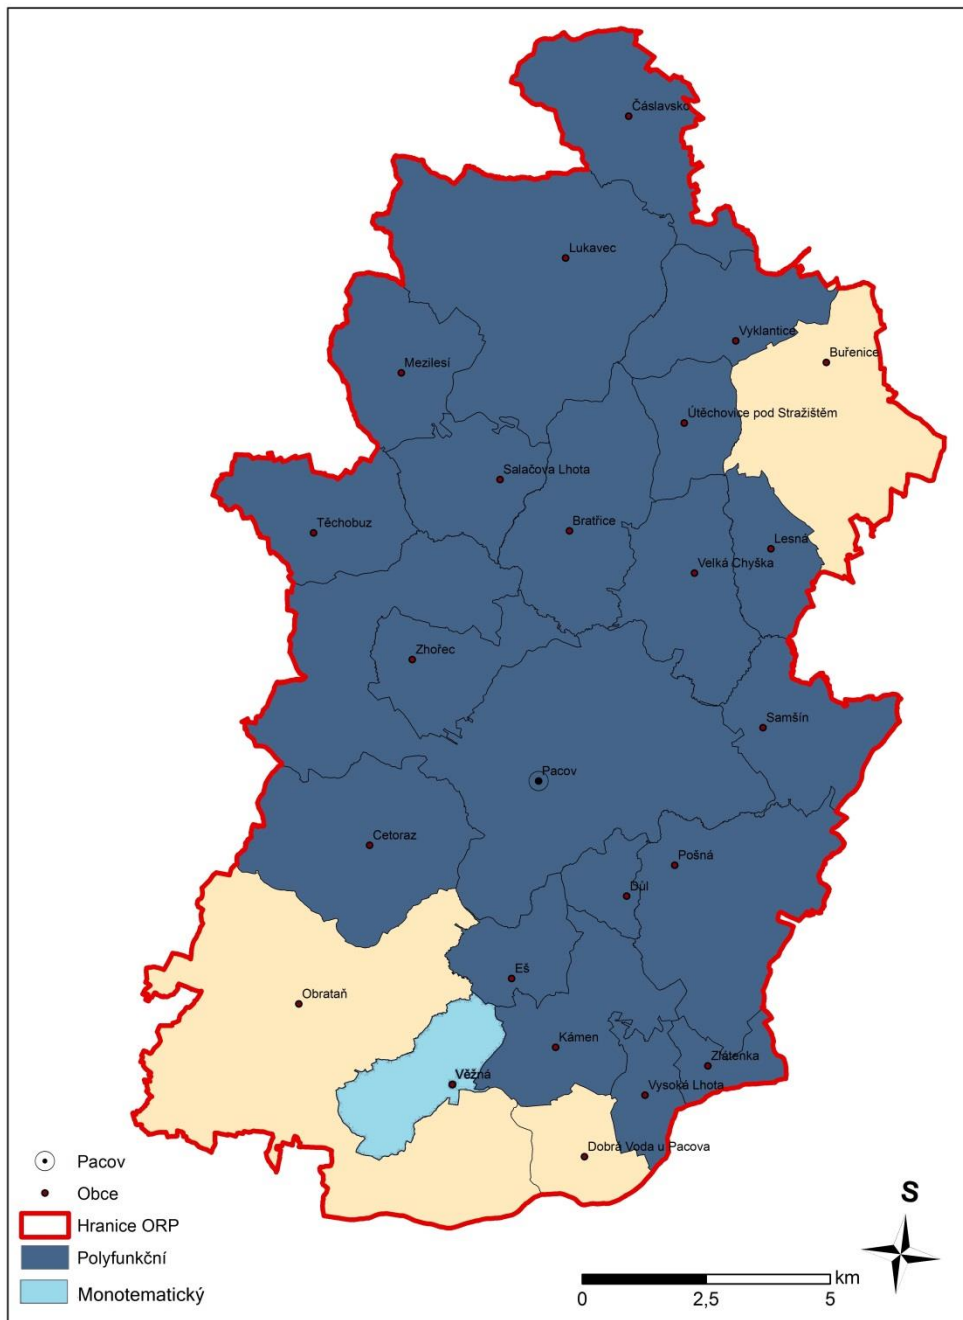 Čáslavsko
Lukavec
Vyklantice
Buřenice
Mezilesí
Útěchovice pod Stražištěm
Salačova Lhota
Těchobuz
Bratřice
Lesná
Velká Chyška
Zhořec
Samšín
Pacov
Cetoraz
Pošná
Důl
Eš
Obrataň
Kámen
Zlátenka
Věžná
Vysoká Lhota
Dobrá Voda u Pacova
Pacov
Obce
Hranice ORP
Polyfunkční
Monotematický
S
km
0 2,5 5